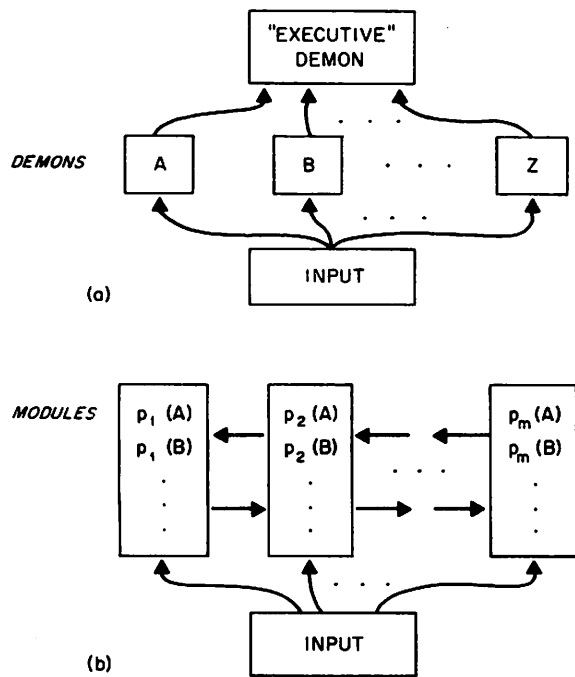 "EXECUTIVE"
DEMON
DEMONS
A
B
Z
INPUT
(a)
MODULES
p₁ (A)
p₁ (B)
p₂ (A)
p₂ (B)
pₘ (A)
pₘ (B)
INPUT
(b)